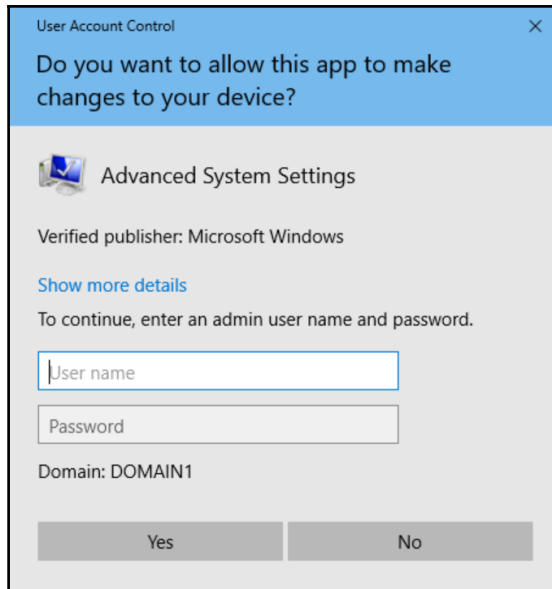 User Account Control
Do you want to allow this app to make
changes to your device?
Advanced System Settings
Verified publisher: Microsoft Windows
Show more details
To continue, enter an admin user name and password.
User name
Password
Domain: DOMAIN1
Yes No